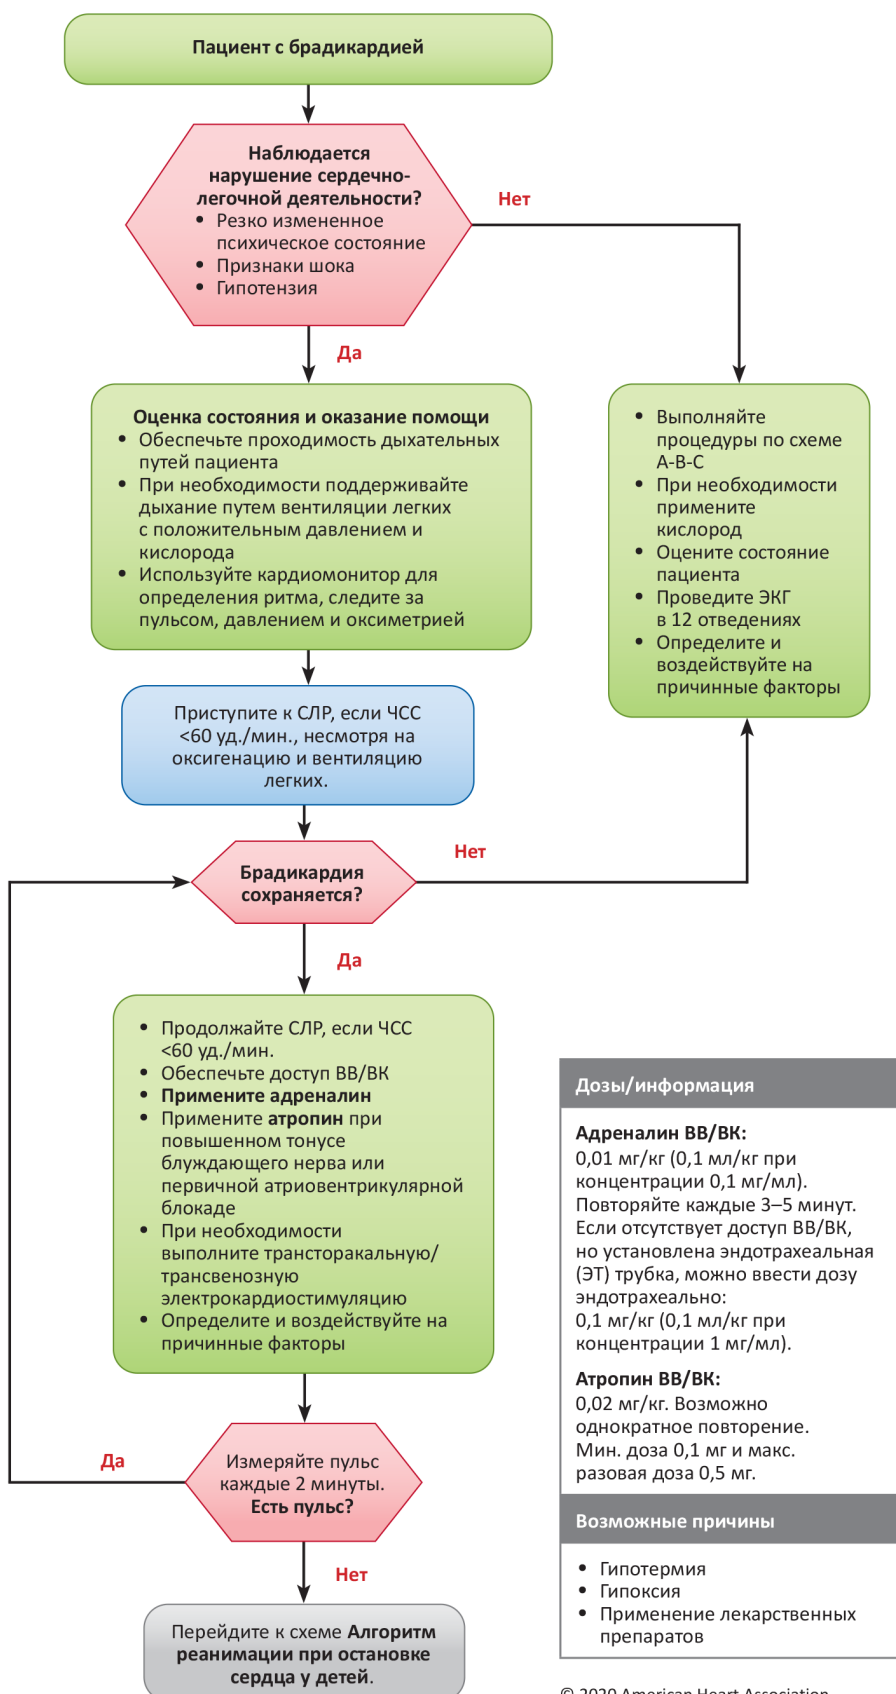 Пациент с брадикардией
Наблюдается
нарушение сердечно-
легочной деятельности?
• Резко измененное
психическое состояние
• Признаки шока
• Гипотензия
Нет
Да
Оценка состояния и оказание помощи
• Обеспечьте проходимость дыхательных
путей пациента
• При необходимости поддерживайте
дыхание путем вентиляции легких
с положительным давлением и
кислорода
• Используйте кардиомонитор для
определения ритма, следите за
пульсом, давлением и оксиметрией
• Выполняйте
процедуры по схеме
А-В-С
• При необходимости
примените
кислород
• Оцените состояние
пациента
• Проведите ЭКГ
в 12 отведениях
• Определите и
воздействуйте на
причинные факторы
Приступите к СЛР, если ЧСС
<60 уд./мин., несмотря на
оксигенацию и вентиляцию
легких.
Брадикардия
сохраняется?
Нет
Да
• Продолжайте СЛР, если ЧСС
<60 уд./мин.
• Обеспечьте доступ ВВ/ВК
• Примените адреналин
• Примените атропин при
повышенном тонусе
блуждающего нерва или
первичной атриовентрикулярной
блокаде
• При необходимости
выполните трансторакальную/
трансвенозную
электрокардиостимуляцию
• Определите и воздействуйте на
причинные факторы
Измеряйте пульс
каждые 2 минуты.
Есть пульс?
Да
Нет
Перейдите к схеме Алгоритм
реанимации при остановке
сердца у детей.
Дозы/информация
Адреналин ВВ/ВК:
0,01 мг/кг (0,1 мл/кг при
концентрации 0,1 мг/мл).
Повторяйте каждые 3–5 минут.
Если отсутствует доступ ВВ/ВК,
но установлена эндотрахеальная
(ЭТ) трубка, можно ввести дозу
эндотрахеально:
0,1 мг/кг (0,1 мл/кг при
концентрации 1 мг/мл).
Атропин ВВ/ВК:
0,02 мг/кг. Возможно
однократное повторение.
Мин. доза 0,1 мг и макс.
разовая доза 0,5 мг.
Возможные причины
• Гипотермия
• Гипоксия
• Применение лекарственных
препаратов
© 2020 American Heart Association